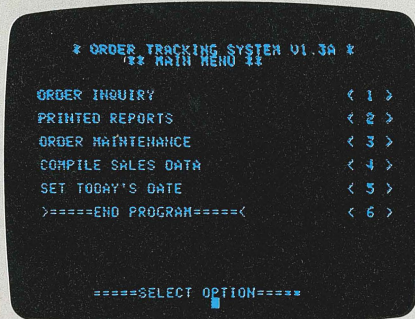 * ORDER TRACKING SYSTEM V1.3A *
** MAIN MENU **
ORDER INQUIRY < 1 >
PRINTED REPORTS < 2 >
ORDER MAINTENANCE < 3 >
COMPILE SALES DATA < 4 >
SET TODAY'S DATE < 5 >
>=====END PROGRAM=====< < 6 >
=====SELECT OPTION=====